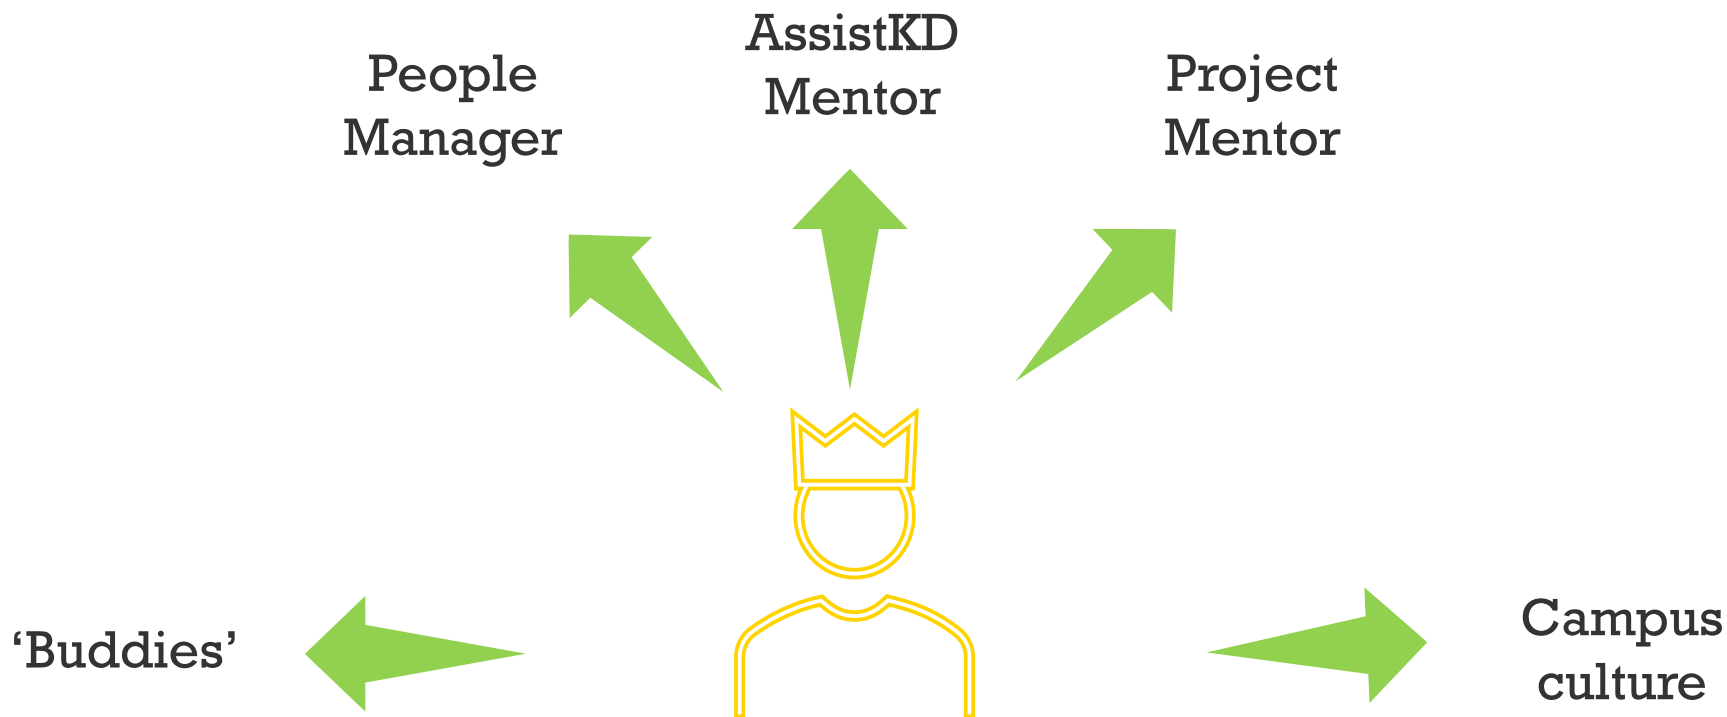 AssistKD
Mentor
People
Manager
Project
Mentor
‘Buddies’
Campus
culture